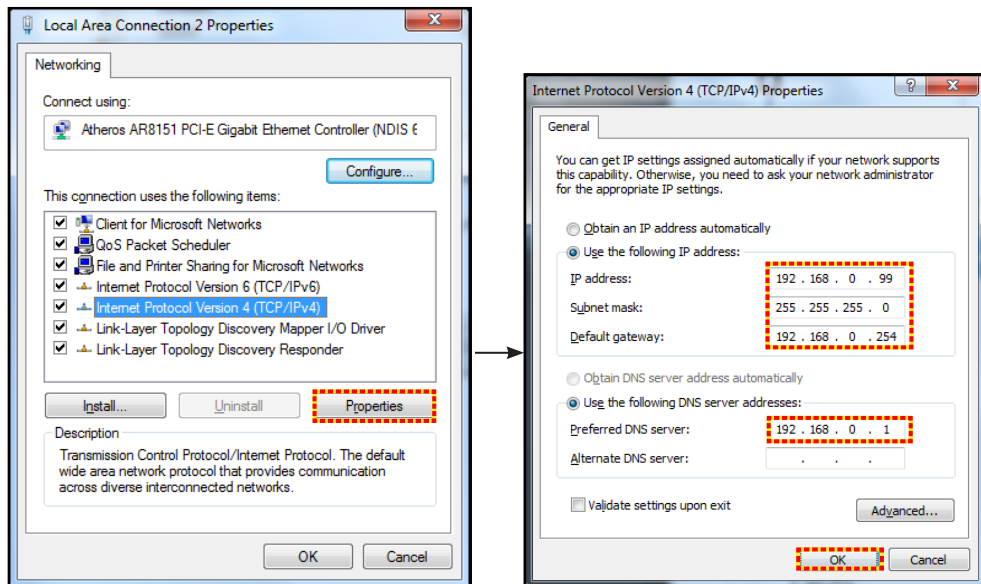 Local Area Connection 2 Properties
Networking
Connect using:
Atheros AR8151 PCI-E Gigabit Ethernet Controller (NDIS 6
Configure...
This connection uses the following items:
Client for Microsoft Networks
QoS Packet Scheduler
File and Printer Sharing for Microsoft Networks
Internet Protocol Version 6 (TCP/IPv6)
Internet Protocol Version 4 (TCP/IPv4)
Link-Layer Topology Discovery Mapper I/O Driver
Link-Layer Topology Discovery Responder
Install...
Uninstall
Properties
Description
Transmission Control Protocol/Internet Protocol. The default
wide area network protocol that provides communication
across diverse interconnected networks.
OK
Cancel
Internet Protocol Version 4 (TCP/IPv4) Properties
General
You can get IP settings assigned automatically if your network supports
this capability. Otherwise, you need to ask your network administrator
for the appropriate IP settings.
Obtain an IP address automatically
Use the following IP address:
IP address:
192 . 168 . 0 . 99
Subnet mask:
255 . 255 . 255 . 0
Default gateway:
192 . 168 . 0 . 254
Obtain DNS server address automatically
Use the following DNS server addresses:
Preferred DNS server:
192 . 168 . 0 . 1
Alternate DNS server:
. . .
Validate settings upon exit
Advanced...
OK
Cancel